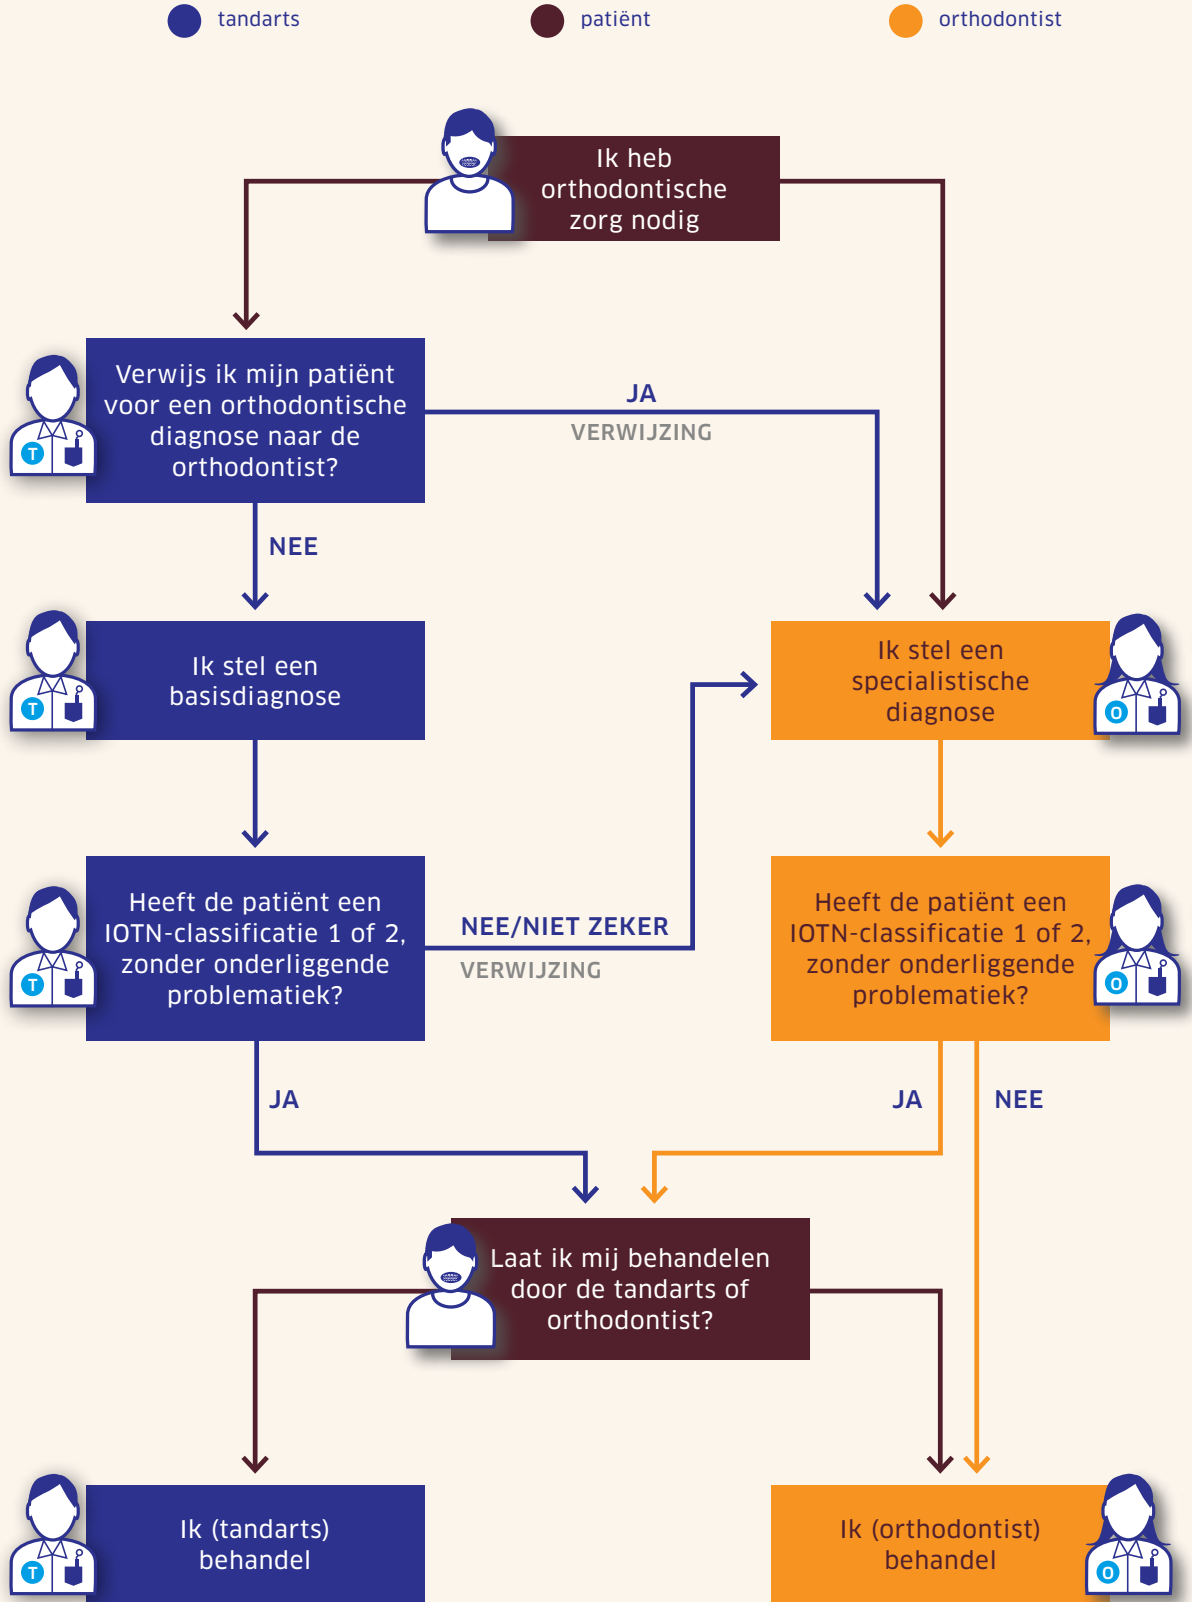 tandarts
patiënt
orthodontist
Ik heb
orthodontische
zorg nodig
Verwijs ik mijn patiënt
voor een orthodontische
diagnose naar de
orthodontist?
T
JA
VERWIJZING
NEE
Ik stel een
basisdiagnose
T
Ik stel een
specialistische
diagnose
O
Heeft de patiënt een
IOTN-classificatie 1 of 2,
zonder onderliggende
problematiek?
T
NEE/NIET ZEKER
VERWIJZING
Heeft de patiënt een
IOTN-classificatie 1 of 2,
zonder onderliggende
problematiek?
O
JA
JA
NEE
Laat ik mij behandelen
door de tandarts of
orthodontist?
Ik (tandarts)
behandel
T
Ik (orthodontist)
behandel
O